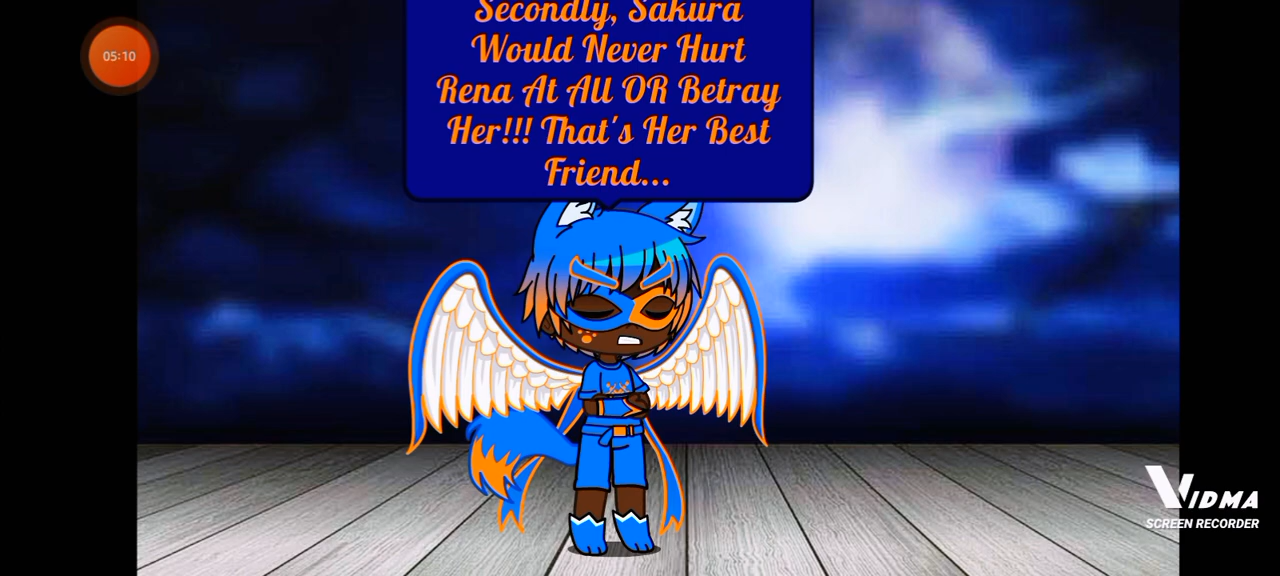 05:10
Secondly, Sakura
Would Never Hurt
Rena At All OR Betray
Her!!! That's Her Best
Friend...
VIDMA
SCREEN RECORDER